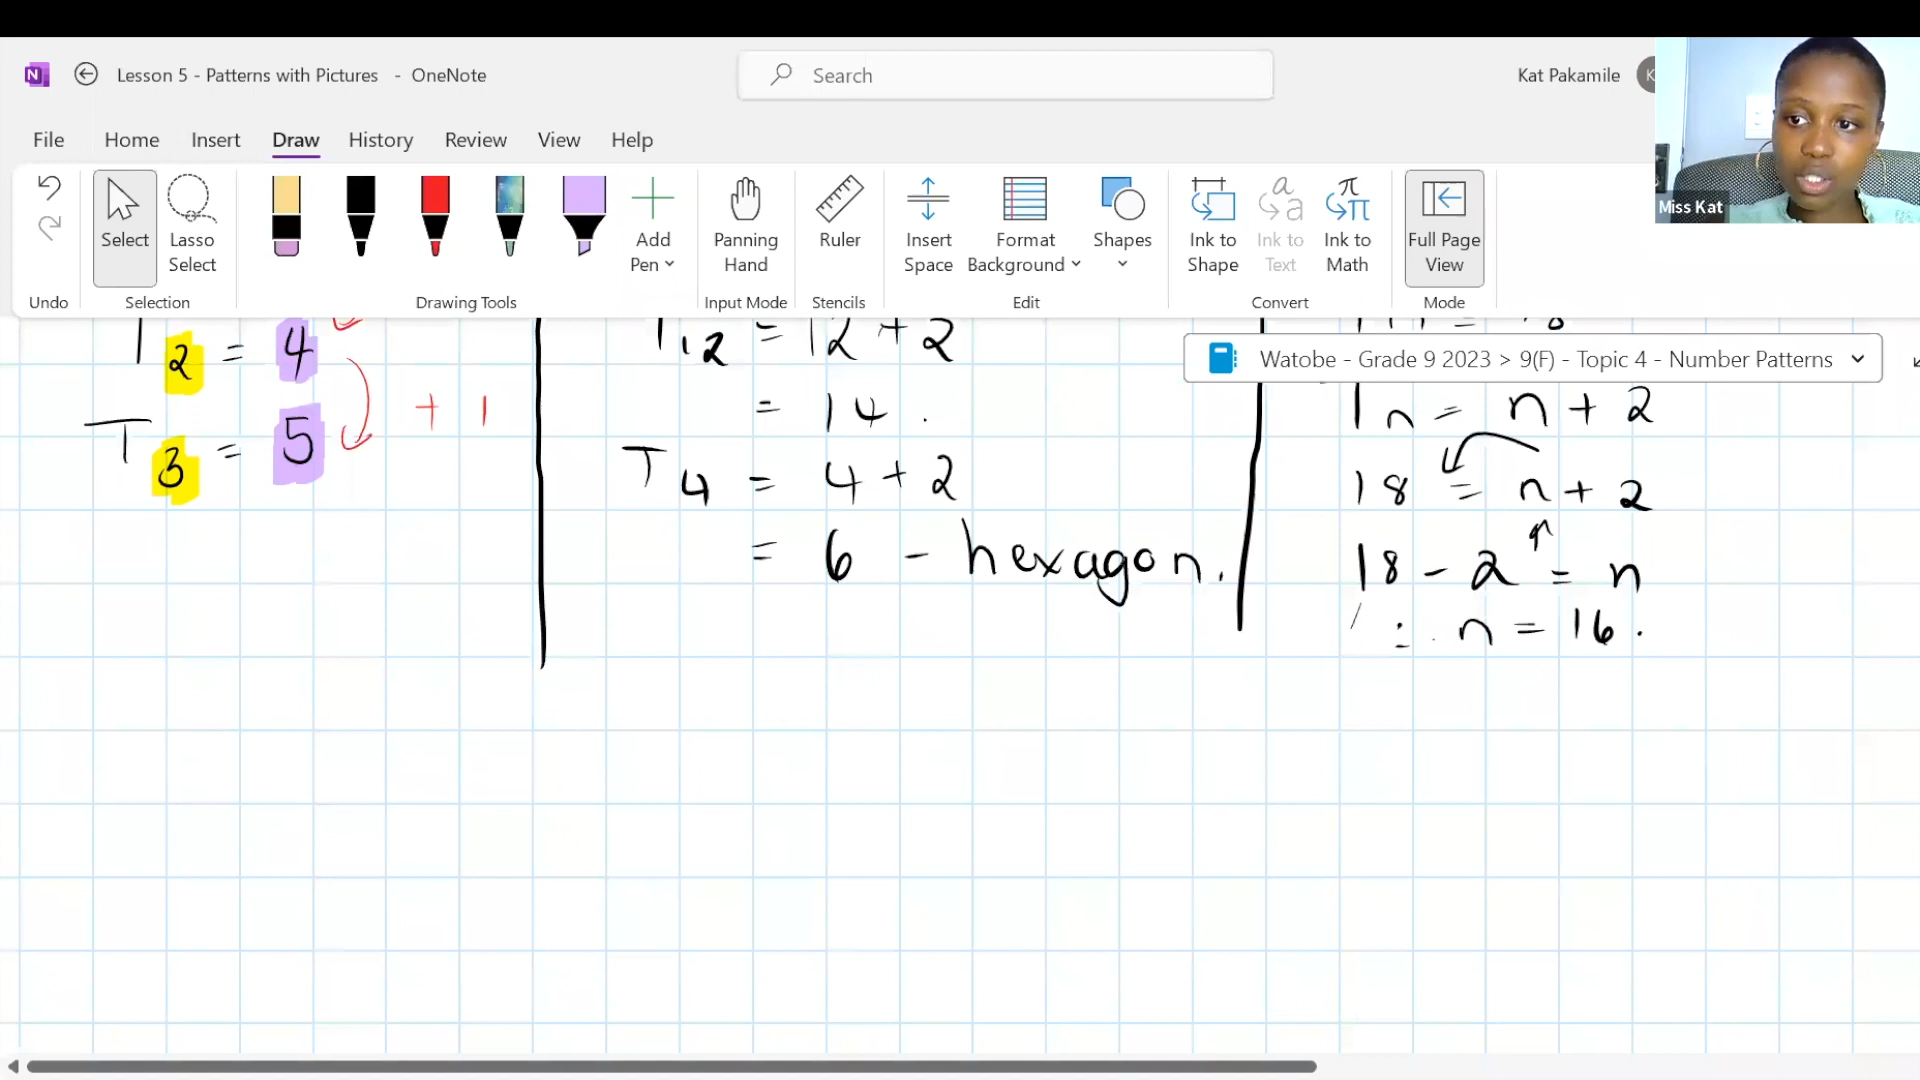 Lesson 5 - Patterns with Pictures - OneNote
Search
Kat Pakamile
K
File Home Insert Draw History Review View Help
Undo
Select
Lasso Select
Selection
Drawing Tools
Add Pen
Panning Hand
Input Mode
Ruler
Stencils
Insert Space
Format Background
Shapes
Edit
Ink to Shape
Ink to Text
Ink to Math
Convert
Full Page View
Mode
Miss Kat
Watobe - Grade 9 2023 > 9(F) - Topic 4 - Number Patterns
T2 = 4
T3 = 5
+ 1
T12 = 12 + 2
= 14.
T4 = 4 + 2
= 6 - hexagon.
Tn = n + 2
18 = n + 2
18 - 2 = n
∴ n = 16.